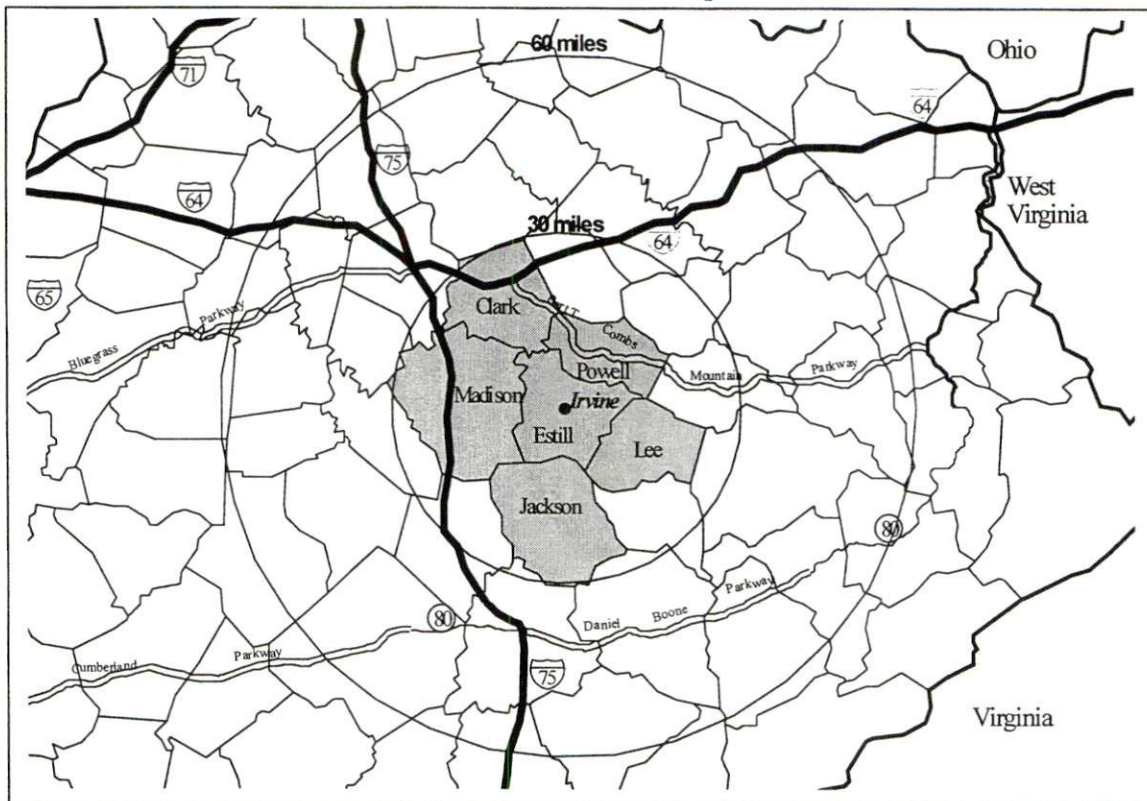 60 miles
Ohio
71
64
75
64
West
Virginia
30 miles
64
65
Clark
Bluegrass Parkway
Combs
Mountain Parkway
Powell
Madison
Irvine
Estill
Lee
Jackson
80
Daniel Boone Parkway
80
Cumberland Parkway
75
Virginia